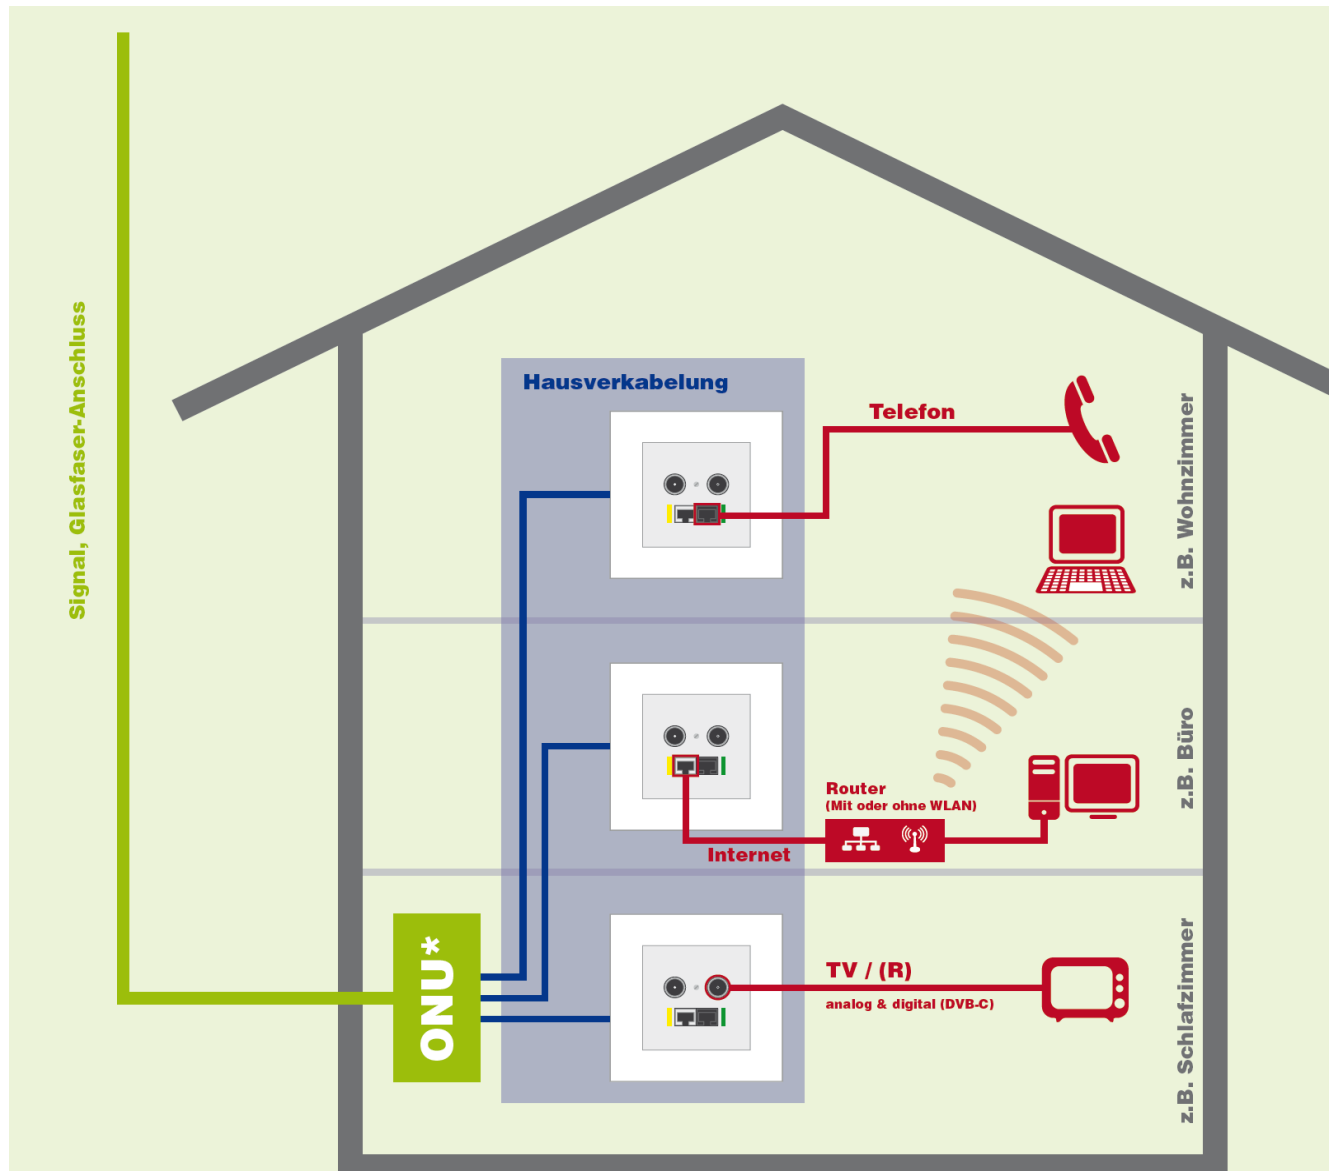 Signal, Glasfaser-Anschluss
Hausverkabelung
Telefon
z.B. Wohnzimmer
Router
(Mit oder ohne WLAN)
Internet
z.B. Büro
ONU*
TV / (R)
analog & digital (DVB-C)
z.B. Schlafzimmer